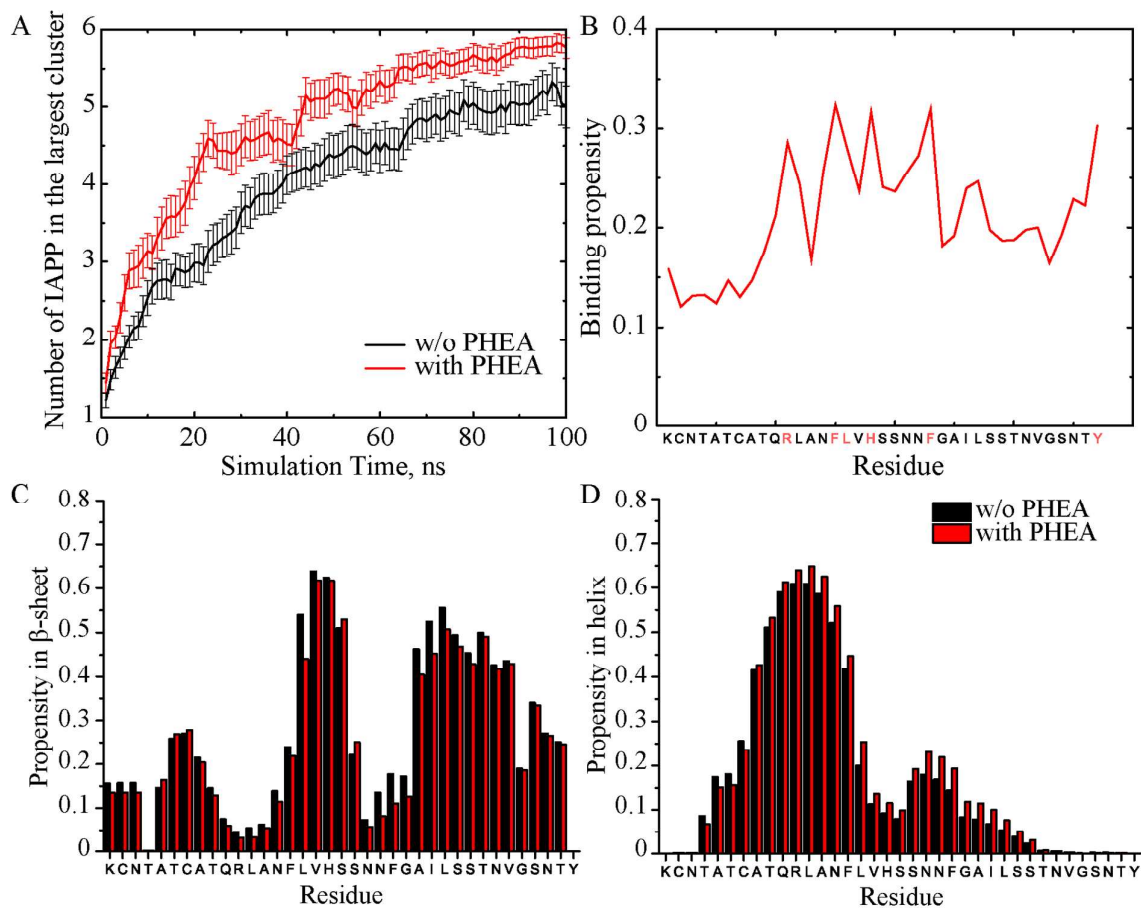 A
Number of IAPP in the largest cluster
6
5
4
3
2
1
0 20 40 60 80 100
Simulation Time, ns
w/o PHEA
with PHEA
B
Binding propensity
0.4
0.3
0.2
0.1
0
KCNTATCATQRLANFLVHSSNNFGAILSSTNVGSNTY
Residue
C
Propensity in β-sheet
0.8
0.7
0.6
0.5
0.4
0.3
0.2
0.1
0
KCNTATCATQRLANFLVHSSNNFGAILSSTNVGSNTY
Residue
D
Propensity in helix
0.8
0.7
0.6
0.5
0.4
0.3
0.2
0.1
0
w/o PHEA
with PHEA
KCNTATCATQRLANFLVHSSNNFGAILSSTNVGSNTY
Residue